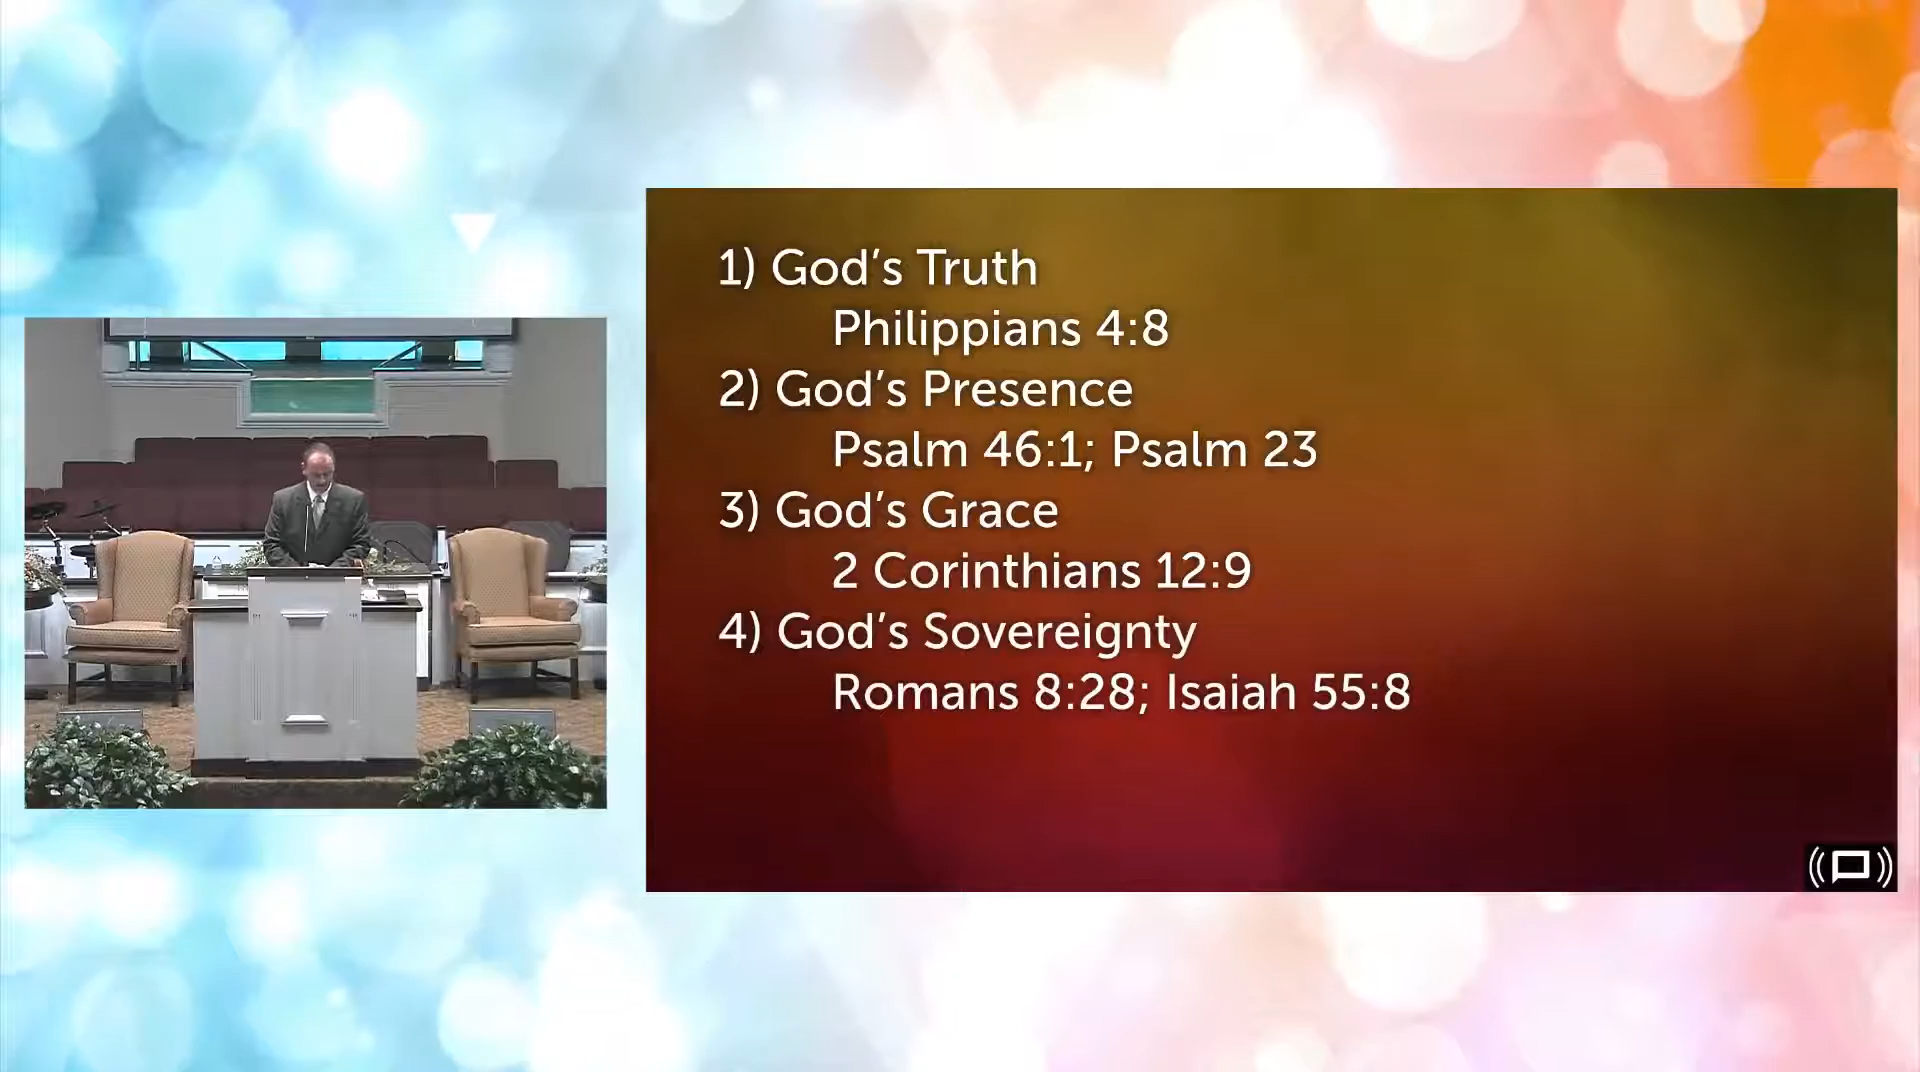 1) God’s Truth
Philippians 4:8
2) God’s Presence
Psalm 46:1; Psalm 23
3) God’s Grace
2 Corinthians 12:9
4) God’s Sovereignty
Romans 8:28; Isaiah 55:8